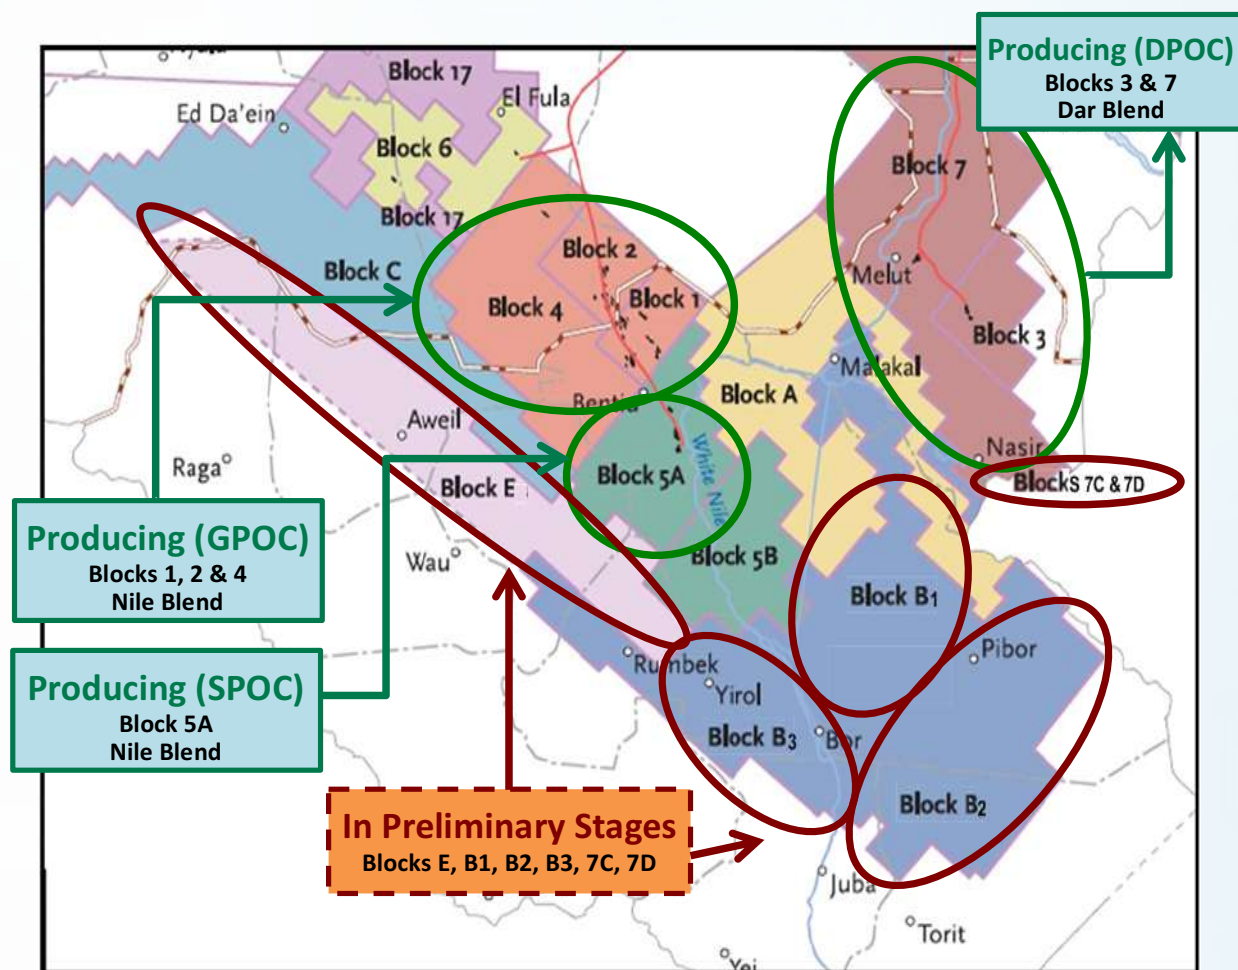 Producing (DPOC)
Blocks 3 & 7
Dar Blend
Block 17
El Fula
Ed Da'ein
Block 6
Block 7
Block 17
Block 2
Block C
Melut
Block 4
Block 1
Block 3
Malakal
Block A
Bentiu
Aweil
Nasir
Raga
White Nile
Block 5A
Block E
BlockS 7C & 7D
Producing (GPOC)
Blocks 1, 2 & 4
Nile Blend
Wau
Block 5B
Block B1
Pibor
Rumbek
Yirol
Producing (SPOC)
Block 5A
Nile Blend
Block B3
Bor
Block B2
In Preliminary Stages
Blocks E, B1, B2, B3, 7C, 7D
Juba
Torit
Yei